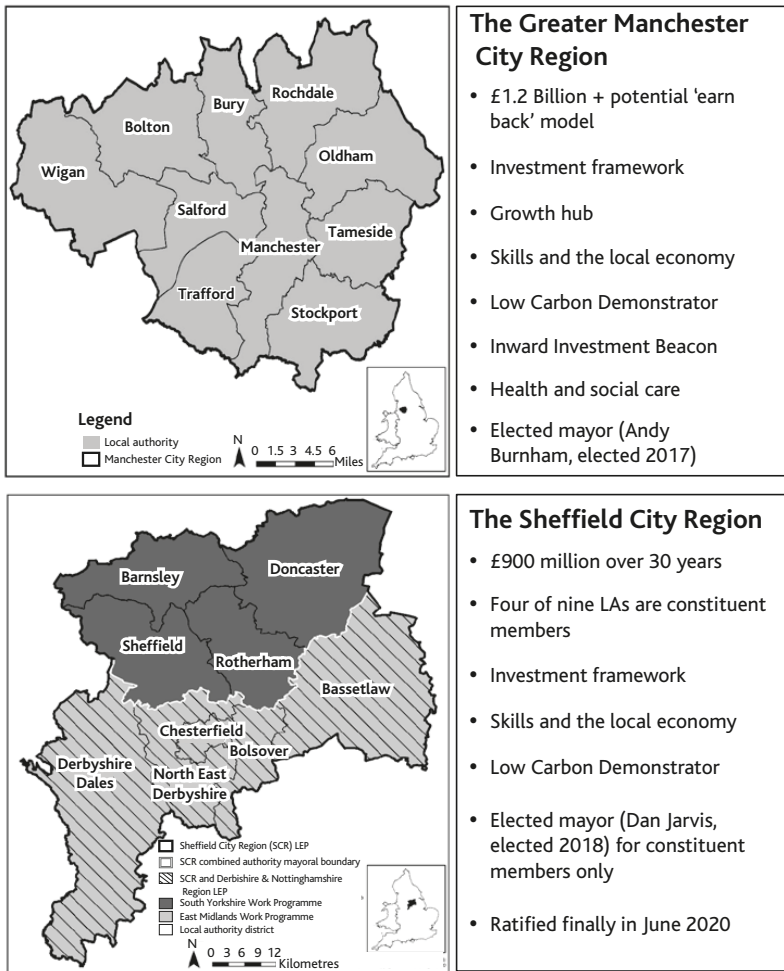 The Greater Manchester
City Region
• £1.2 Billion + potential ‘earn
back’ model
• Investment framework
• Growth hub
• Skills and the local economy
• Low Carbon Demonstrator
• Inward Investment Beacon
• Health and social care
• Elected mayor (Andy
Burnham, elected 2017)
Rochdale
Bury
Bolton
Oldham
Wigan
Salford
Tameside
Manchester
Trafford
Stockport
Legend
Local authority
Manchester City Region
N
0 1.5 3 4.5 6
Miles
The Sheffield City Region
• £900 million over 30 years
• Four of nine LAs are constituent
members
• Investment framework
• Skills and the local economy
• Low Carbon Demonstrator
• Elected mayor (Dan Jarvis,
elected 2018) for constituent
members only
• Ratified finally in June 2020
Doncaster
Barnsley
Sheffield
Rotherham
Bassetlaw
Chesterfield
Bolsover
Derbyshire
Dales
North East
Derbyshire
Sheffield City Region (SCR) LEP
SCR combined authority mayoral boundary
SCR and Derbishire & Nottinghamshire
Region LEP
South Yorkshire Work Programme
East Midlands Work Programme
Local authority district
N
0 3 6 9 12
Kilometres